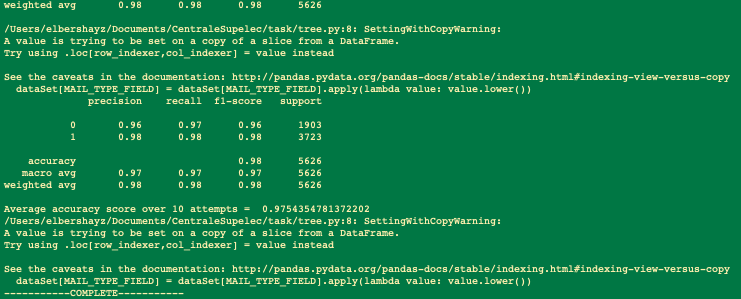 weighted avg       0.98      0.98      0.98      5626
/Users/elbershayz/Documents/CentraleSupelec/task/tree.py:8: SettingWithCopyWarning:
A value is trying to be set on a copy of a slice from a DataFrame.
Try using .loc[row_indexer,col_indexer] = value instead
See the caveats in the documentation: http://pandas.pydata.org/pandas-docs/stable/indexing.html#indexing-view-versus-copy
  dataSet[MAIL_TYPE_FIELD] = dataSet[MAIL_TYPE_FIELD].apply(lambda value: value.lower())
              precision    recall  f1-score   support
           0       0.96      0.97      0.96      1903
           1       0.98      0.98      0.98      3723
    accuracy                           0.98      5626
   macro avg       0.97      0.97      0.97      5626
weighted avg       0.98      0.98      0.98      5626
Average accuracy score over 10 attempts =  0.9754354781372202
/Users/elbershayz/Documents/CentraleSupelec/task/tree.py:8: SettingWithCopyWarning:
A value is trying to be set on a copy of a slice from a DataFrame.
Try using .loc[row_indexer,col_indexer] = value instead
See the caveats in the documentation: http://pandas.pydata.org/pandas-docs/stable/indexing.html#indexing-view-versus-copy
  dataSet[MAIL_TYPE_FIELD] = dataSet[MAIL_TYPE_FIELD].apply(lambda value: value.lower())
-----------COMPLETE-----------